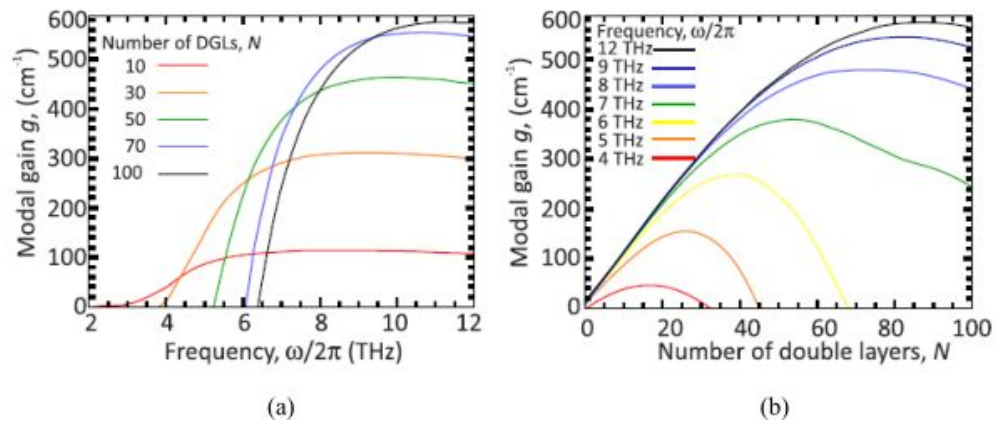 600
500
400
300
200
100
0
Modal gain g, (cm⁻¹)
Number of DGLs, N
10
30
50
70
100
2 4 6 8 10 12
Frequency, ω/2π (THz)
(a)
600
500
400
300
200
100
0
Modal gain g, (cm⁻¹)
Frequency, ω/2π
12 THz
9 THz
8 THz
7 THz
6 THz
5 THz
4 THz
0 20 40 60 80 100
Number of double layers, N
(b)